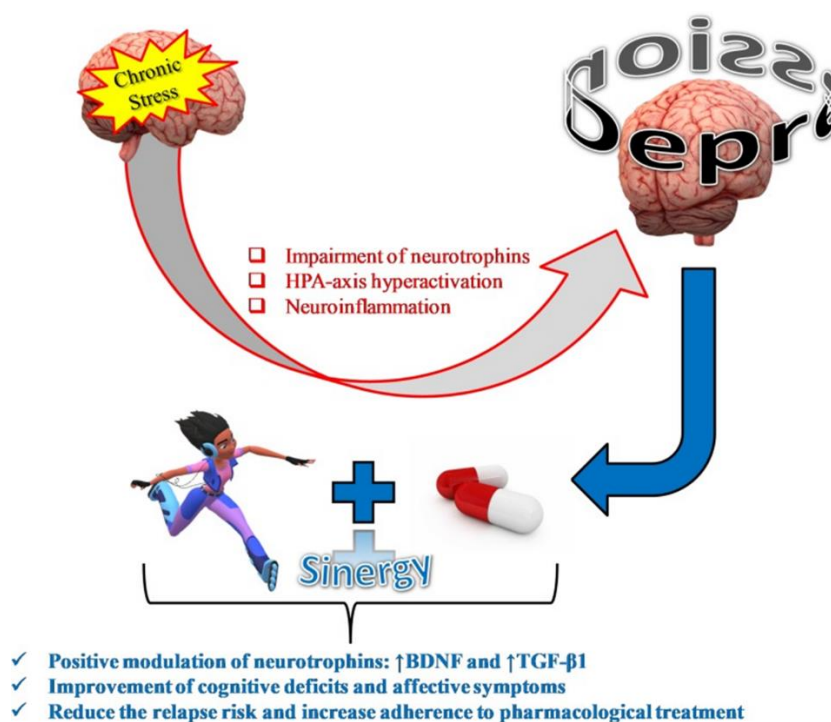 Chronic
Stress
Depression
Impairment of neurotrophins
HPA-axis hyperactivation
Neuroinflammation
Sinergy
✓ Positive modulation of neurotrophins: ↑BDNF and ↑TGF-β1
✓ Improvement of cognitive deficits and affective symptoms
✓ Reduce the relapse risk and increase adherence to pharmacological treatment